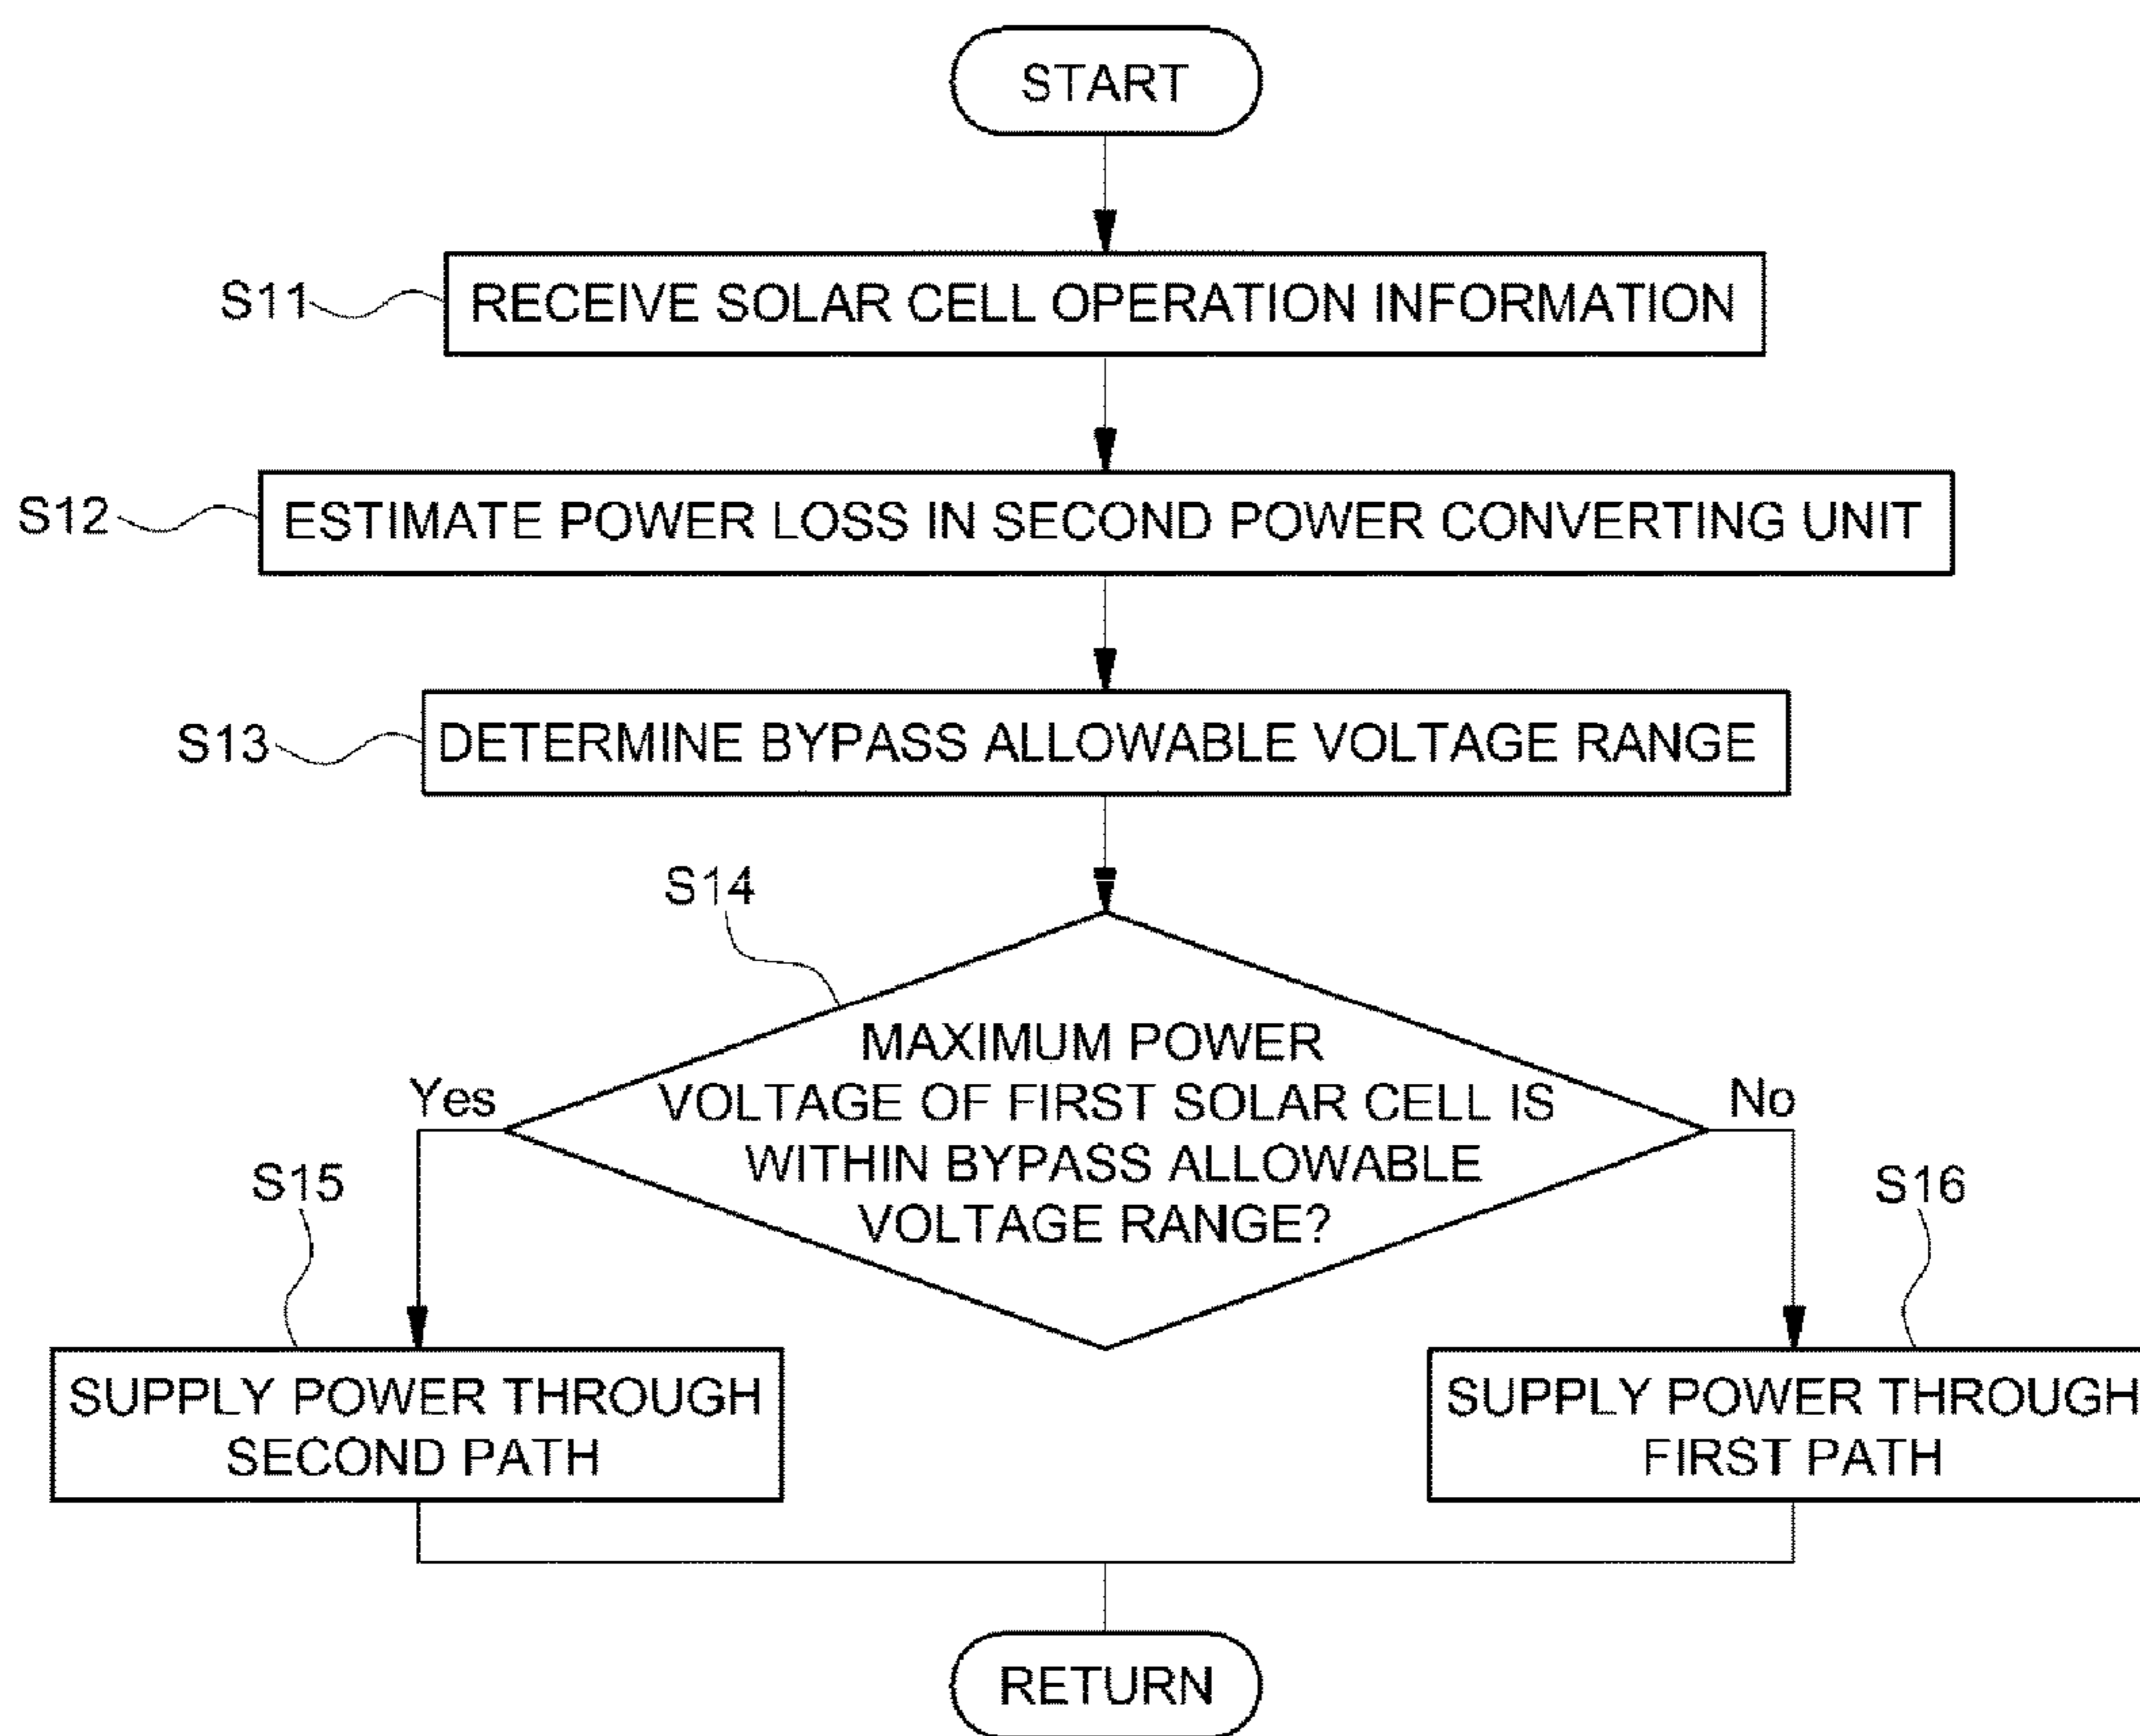 START
S11
RECEIVE SOLAR CELL OPERATION INFORMATION
S12
ESTIMATE POWER LOSS IN SECOND POWER CONVERTING UNIT
S13
DETERMINE BYPASS ALLOWABLE VOLTAGE RANGE
S14
MAXIMUM POWER
VOLTAGE OF FIRST SOLAR CELL IS
WITHIN BYPASS ALLOWABLE
VOLTAGE RANGE?
Yes
No
S15
SUPPLY POWER THROUGH
SECOND PATH
S16
SUPPLY POWER THROUGH
FIRST PATH
RETURN